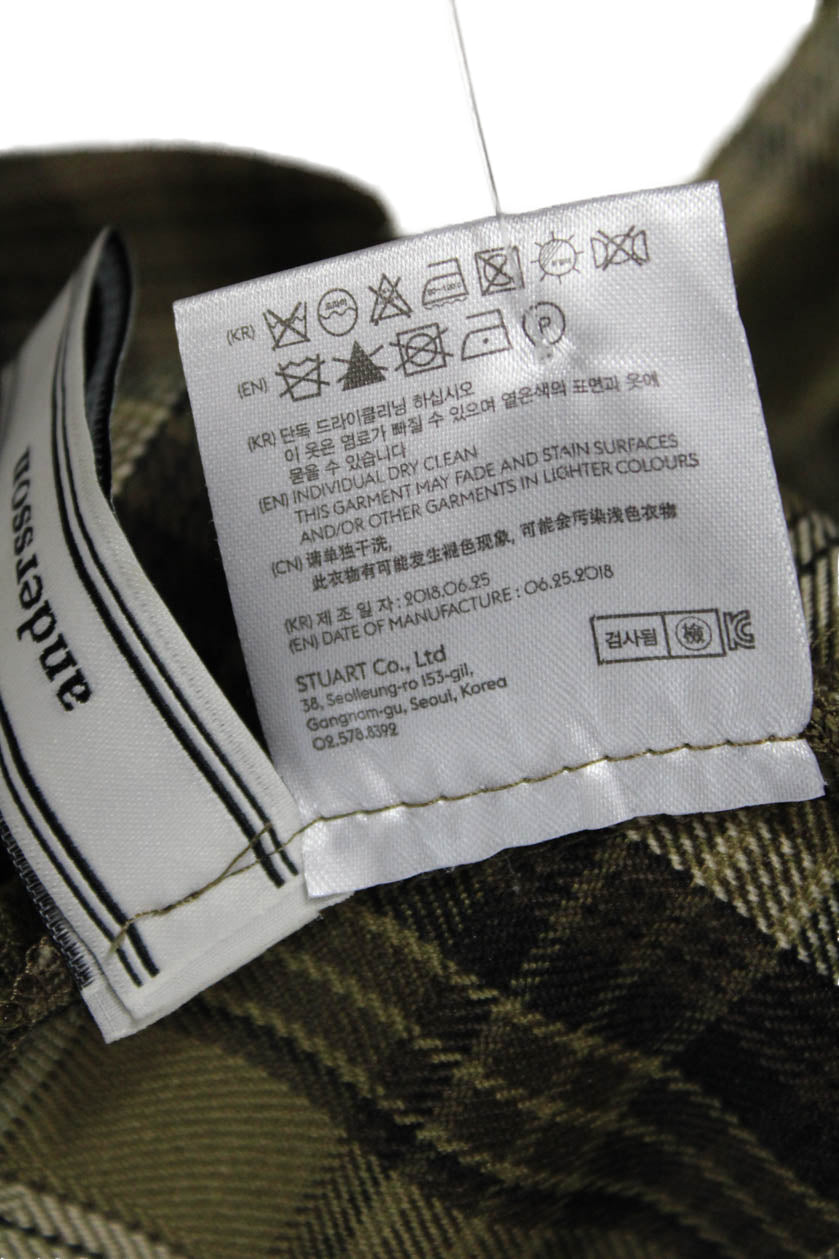 (KR)
(EN)
P
(KR) 단독 드라이클리닝 하십시오
이 옷은 염료가 빠질 수 있으며 옅은색의 표면과 옷에
묻을 수 있습니다
(EN) INDIVIDUAL DRY CLEAN
THIS GARMENT MAY FADE AND STAIN SURFACES
AND/OR OTHER GARMENTS IN LIGHTER COLOURS
(CN) 请单独干洗,
此衣物有可能发生褪色现象, 可能会污染浅色衣物
(KR) 제 조 일 자 : 2018.06.25
(EN) DATE OF MANUFACTURE : 06.25.2018
검사됨 檢
STUART Co., Ltd
38, Seolleung-ro 153-gil,
Gangnam-gu, Seoul, Korea
02.578.8392
andersson